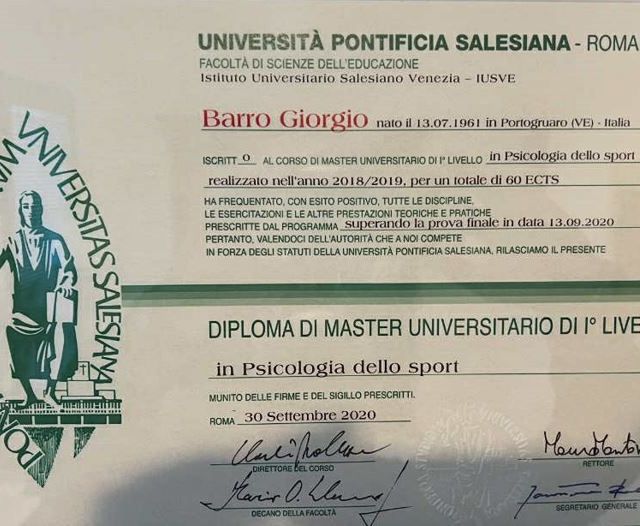 UNIVERSITÀ PONTIFICIA SALESIANA - ROMA
FACOLTÀ DI SCIENZE DELL'EDUCAZIONE
Istituto Universitario Salesiano Venezia – IUSVE
Barro Giorgio nato il 13.07.1961 in Portogruaro (VE) - Italia
ISCRITT o AL CORSO DI MASTER UNIVERSITARIO DI I° LIVELLO in Psicologia dello sport
realizzato nell'anno 2018/2019, per un totale di 60 ECTS
HA FREQUENTATO, CON ESITO POSITIVO, TUTTE LE DISCIPLINE,
LE ESERCITAZIONI E LE ALTRE PRESTAZIONI TEORICHE E PRATICHE
PRESCRITTE DAL PROGRAMMA superando la prova finale in data 13.09.2020
PERTANTO, VALENDOCI DELL'AUTORITÀ CHE A NOI COMPETE
IN FORZA DEGLI STATUTI DELLA UNIVERSITÀ PONTIFICIA SALESIANA, RILASCIAMO IL PRESENTE
UNIVERSITAS SALESIANA
DIPLOMA DI MASTER UNIVERSITARIO DI I° LIVE
in Psicologia dello sport
MUNITO DELLE FIRME E DEL SIGILLO PRESCRITTI.
ROMA 30 Settembre 2020
DIRETTORE DEL CORSO
RETTORE
DECANO DELLA FACOLTÀ
SEGRETARIO GENERALE